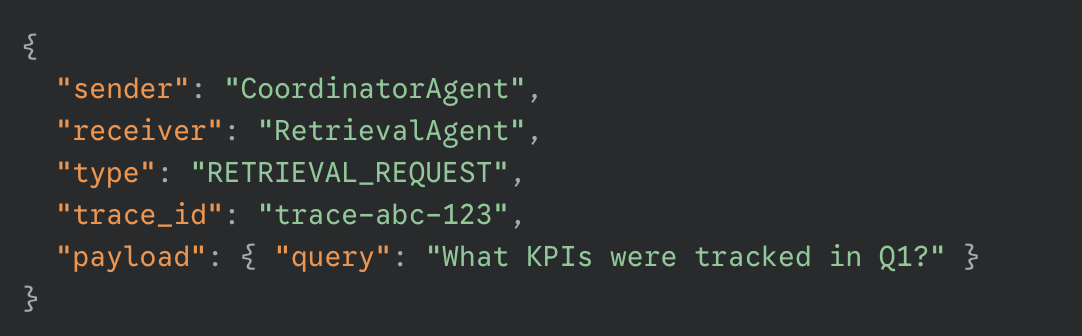 {
"sender": "CoordinatorAgent",
"receiver": "RetrievalAgent",
"type": "RETRIEVAL_REQUEST",
"trace_id": "trace-abc-123",
"payload": { "query": "What KPIs were tracked in Q1?" }
}